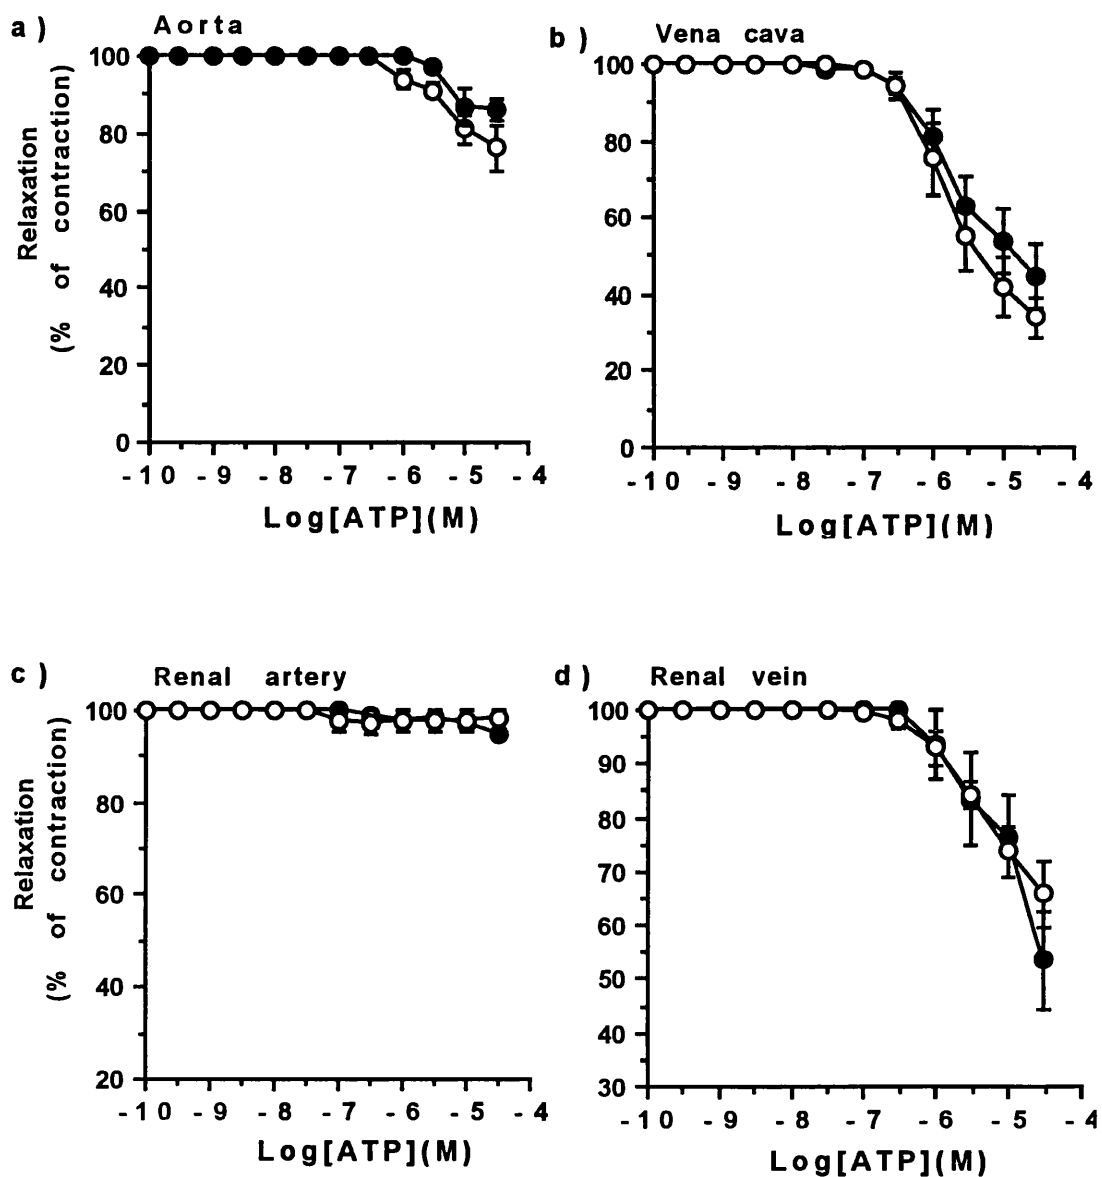 a )
Aorta
Relaxation
(% of contraction)
100
80
60
40
20
0
-10 -9 -8 -7 -6 -5 -4
Log[ATP](M)
b )
Vena cava
100
80
60
40
20
0
-10 -9 -8 -7 -6 -5 -4
Log[ATP](M)
c )
Renal artery
Relaxation
(% of contraction)
100
80
60
40
20
-10 -9 -8 -7 -6 -5 -4
Log[ATP](M)
d )
Renal vein
100
90
80
70
60
50
40
30
-10 -9 -8 -7 -6 -5 -4
Log[ATP](M)